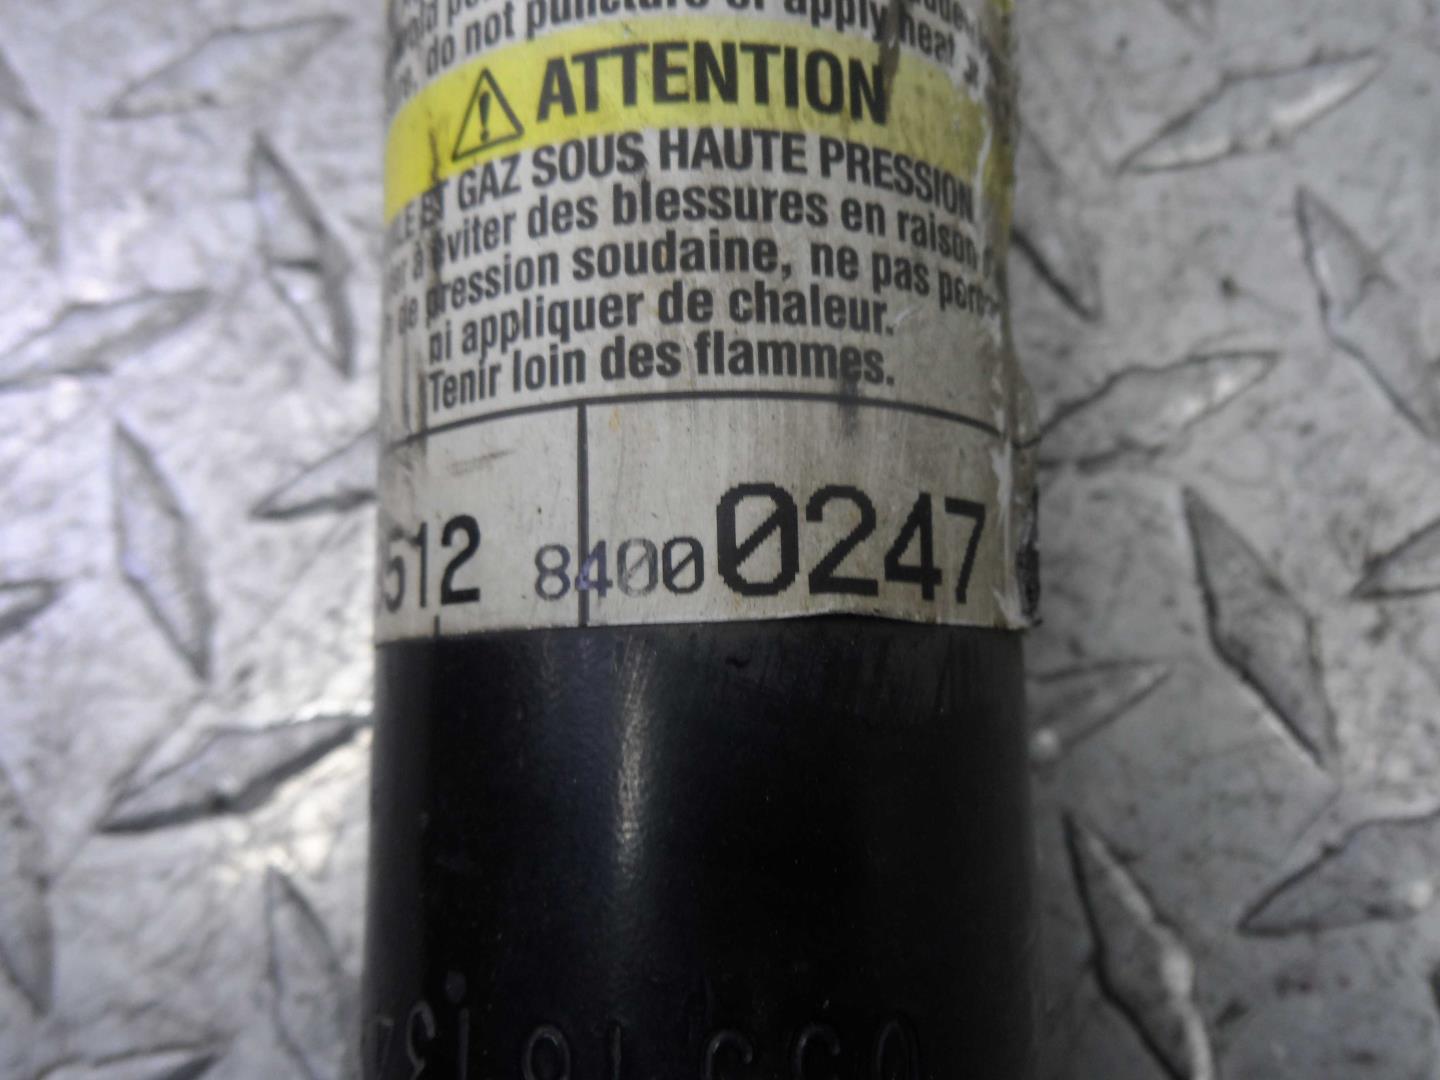 do not puncture or apply heat
ATTENTION
GAZ SOUS HAUTE PRESSION
éviter des blessures en raison
de pression soudaine, ne pas
ni appliquer de chaleur.
Tenir loin des flammes.
512 8400 0247